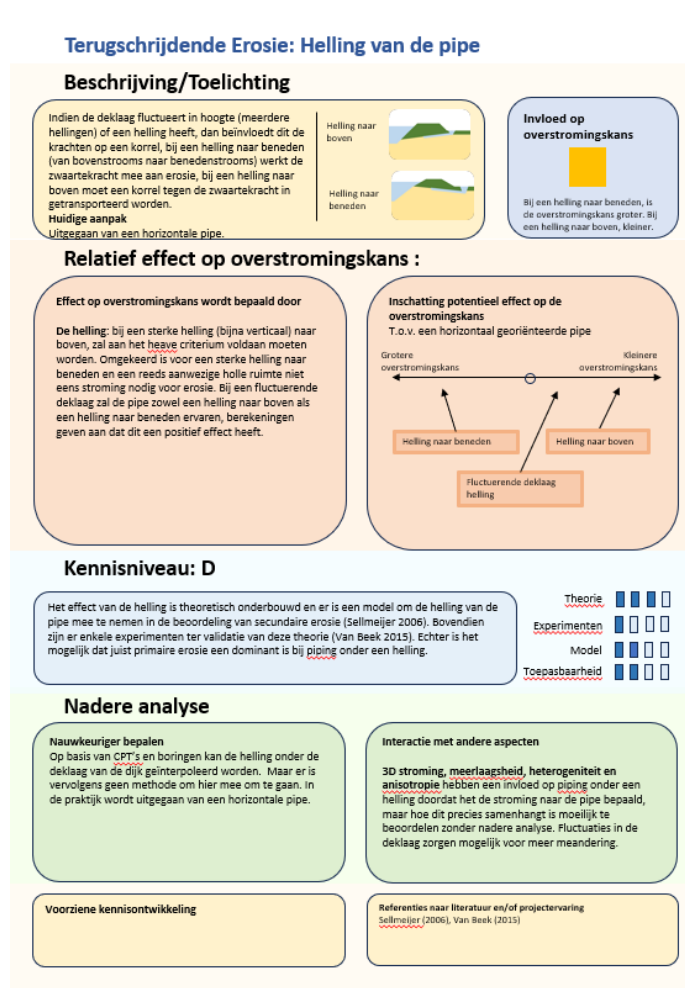 Terugschrijdende Erosie: Helling van de pipe
Beschrijving/Toelichting
Indien de deklaag fluctueert in hoogte (meerdere
hellingen) of een helling heeft, dan beïnvloedt dit de
krachten op een korrel, bij een helling naar beneden
(van bovenstrooms naar benedenstrooms) werkt de
zwaartekracht mee aan erosie, bij een helling naar
boven moet een korrel tegen de zwaartekracht in
getransporteerd worden.
Huidige aanpak
Uitgegaan van een horizontale pipe.
Helling naar
boven
Helling naar
beneden
Invloed op
overstromingskans
Bij een helling naar beneden, is
de overstromingskans groter. Bij
een helling naar boven, kleiner.
Relatief effect op overstromingskans :
Effect op overstromingskans wordt bepaald door
De helling: bij een sterke helling (bijna verticaal) naar
boven, zal aan het heave criterium voldaan moeten
worden. Omgekeerd is voor een sterke helling naar
beneden en een reeds aanwezige holle ruimte niet
eens stroming nodig voor erosie. Bij een fluctuerende
deklaag zal de pipe zowel een helling naar boven als
een helling naar beneden ervaren, berekeningen
geven aan dat dit een positief effect heeft.
Inschatting potentieel effect op de
overstromingskans
T.o.v. een horizontaal georiënteerde pipe
Grotere
overstromingskans
Kleinere
overstromingskans
Helling naar beneden
Helling naar boven
Fluctuerende deklaag
helling
Kennisniveau: D
Het effect van de helling is theoretisch onderbouwd en er is een model om de helling van de
pipe mee te nemen in de beoordeling van secundaire erosie (Sellmeijer 2006). Bovendien
zijn er enkele experimenten ter validatie van deze theorie (Van Beek 2015). Echter is het
mogelijk dat juist primaire erosie een dominant is bij piping onder een helling.
Theorie
Experimenten
Model
Toepasbaarheid
Nadere analyse
Nauwkeuriger bepalen
Op basis van CPT's en boringen kan de helling onder de
deklaag van de dijk geïnterpoleerd worden. Maar er is
vervolgens geen methode om hier mee om te gaan. In
de praktijk wordt uitgegaan van een horizontale pipe.
Interactie met andere aspecten
3D stroming, meerlaagsheid, heterogeniteit en
anisotropie hebben een invloed op piping onder een
helling doordat het de stroming naar de pipe bepaald,
maar hoe dit precies samenhangt is moeilijk te
beoordelen zonder nadere analyse. Fluctuaties in de
deklaag zorgen mogelijk voor meer meandering.
Voorziene kennisontwikkeling
Referenties naar literatuur en/of projectervaring
Sellmeijer (2006), Van Beek (2015)